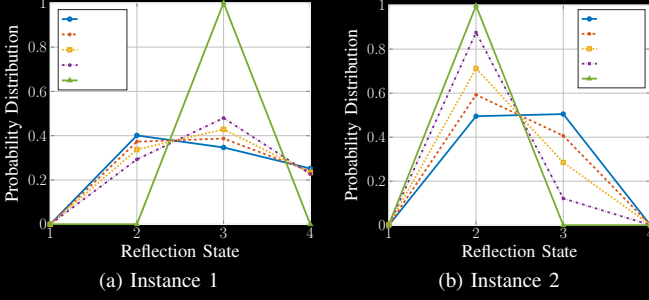 1
0.8
0.6
0.4
0.2
0
Probability Distribution
1 2 3 4
Reflection State
(a) Instance 1
1
0.8
0.6
0.4
0.2
0
Probability Distribution
1 2 3 4
Reflection State
(b) Instance 2